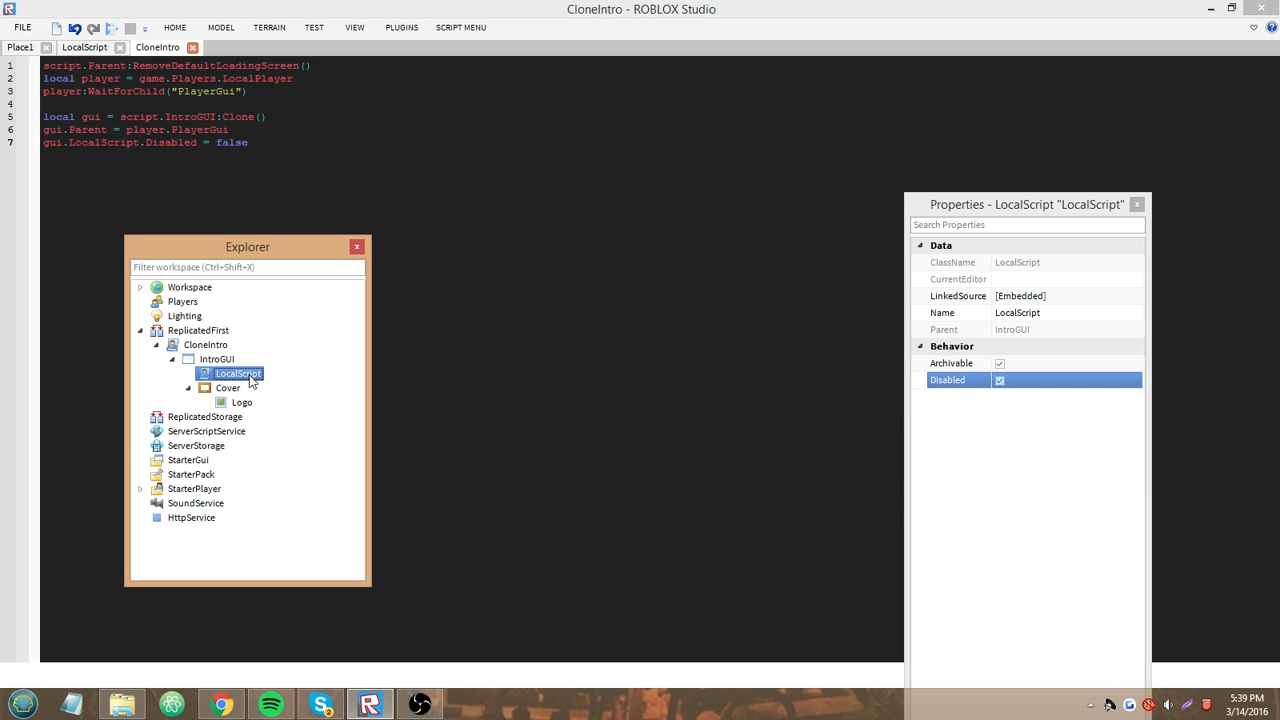 CloneIntro - ROBLOX Studio
FILE HOME MODEL TERRAIN TEST VIEW PLUGINS SCRIPT MENU
Place1 LocalScript CloneIntro
1 script.Parent:RemoveDefaultLoadingScreen()
2 local player = game.Players.LocalPlayer
3 player:WaitForChild("PlayerGui")
4
5 local gui = script.IntroGUI:Clone()
6 gui.Parent = player.PlayerGui
7 gui.LocalScript.Disabled = false
Explorer
Filter workspace (Ctrl+Shift+X)
Workspace
Players
Lighting
ReplicatedFirst
CloneIntro
IntroGUI
LocalScript
Cover
Logo
ReplicatedStorage
ServerScriptService
ServerStorage
StarterGui
StarterPack
StarterPlayer
SoundService
HttpService
Properties - LocalScript "LocalScript"
Search Properties
Data
ClassName LocalScript
CurrentEditor
LinkedSource [Embedded]
Name LocalScript
Parent IntroGUI
Behavior
Archivable
Disabled
5:39 PM
3/14/2016